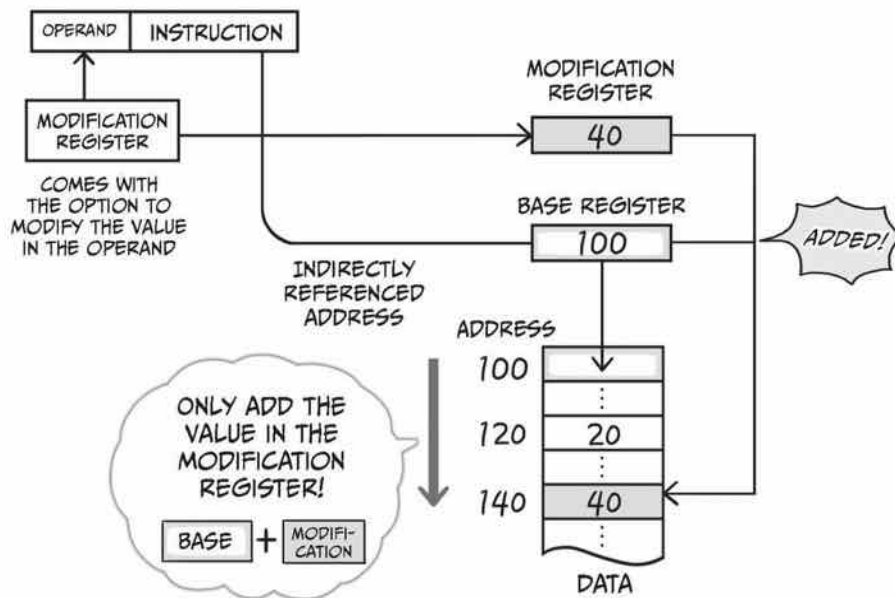 OPERAND INSTRUCTION
MODIFICATION
REGISTER
COMES WITH
THE OPTION TO
MODIFY THE VALUE
IN THE OPERAND
MODIFICATION
REGISTER
40
BASE REGISTER
100
ADDED!
INDIRECTLY
REFERENCED
ADDRESS
ADDRESS
100
120 20
140 40
DATA
ONLY ADD THE
VALUE IN THE
MODIFICATION
REGISTER!
BASE + MODIFI-
CATION